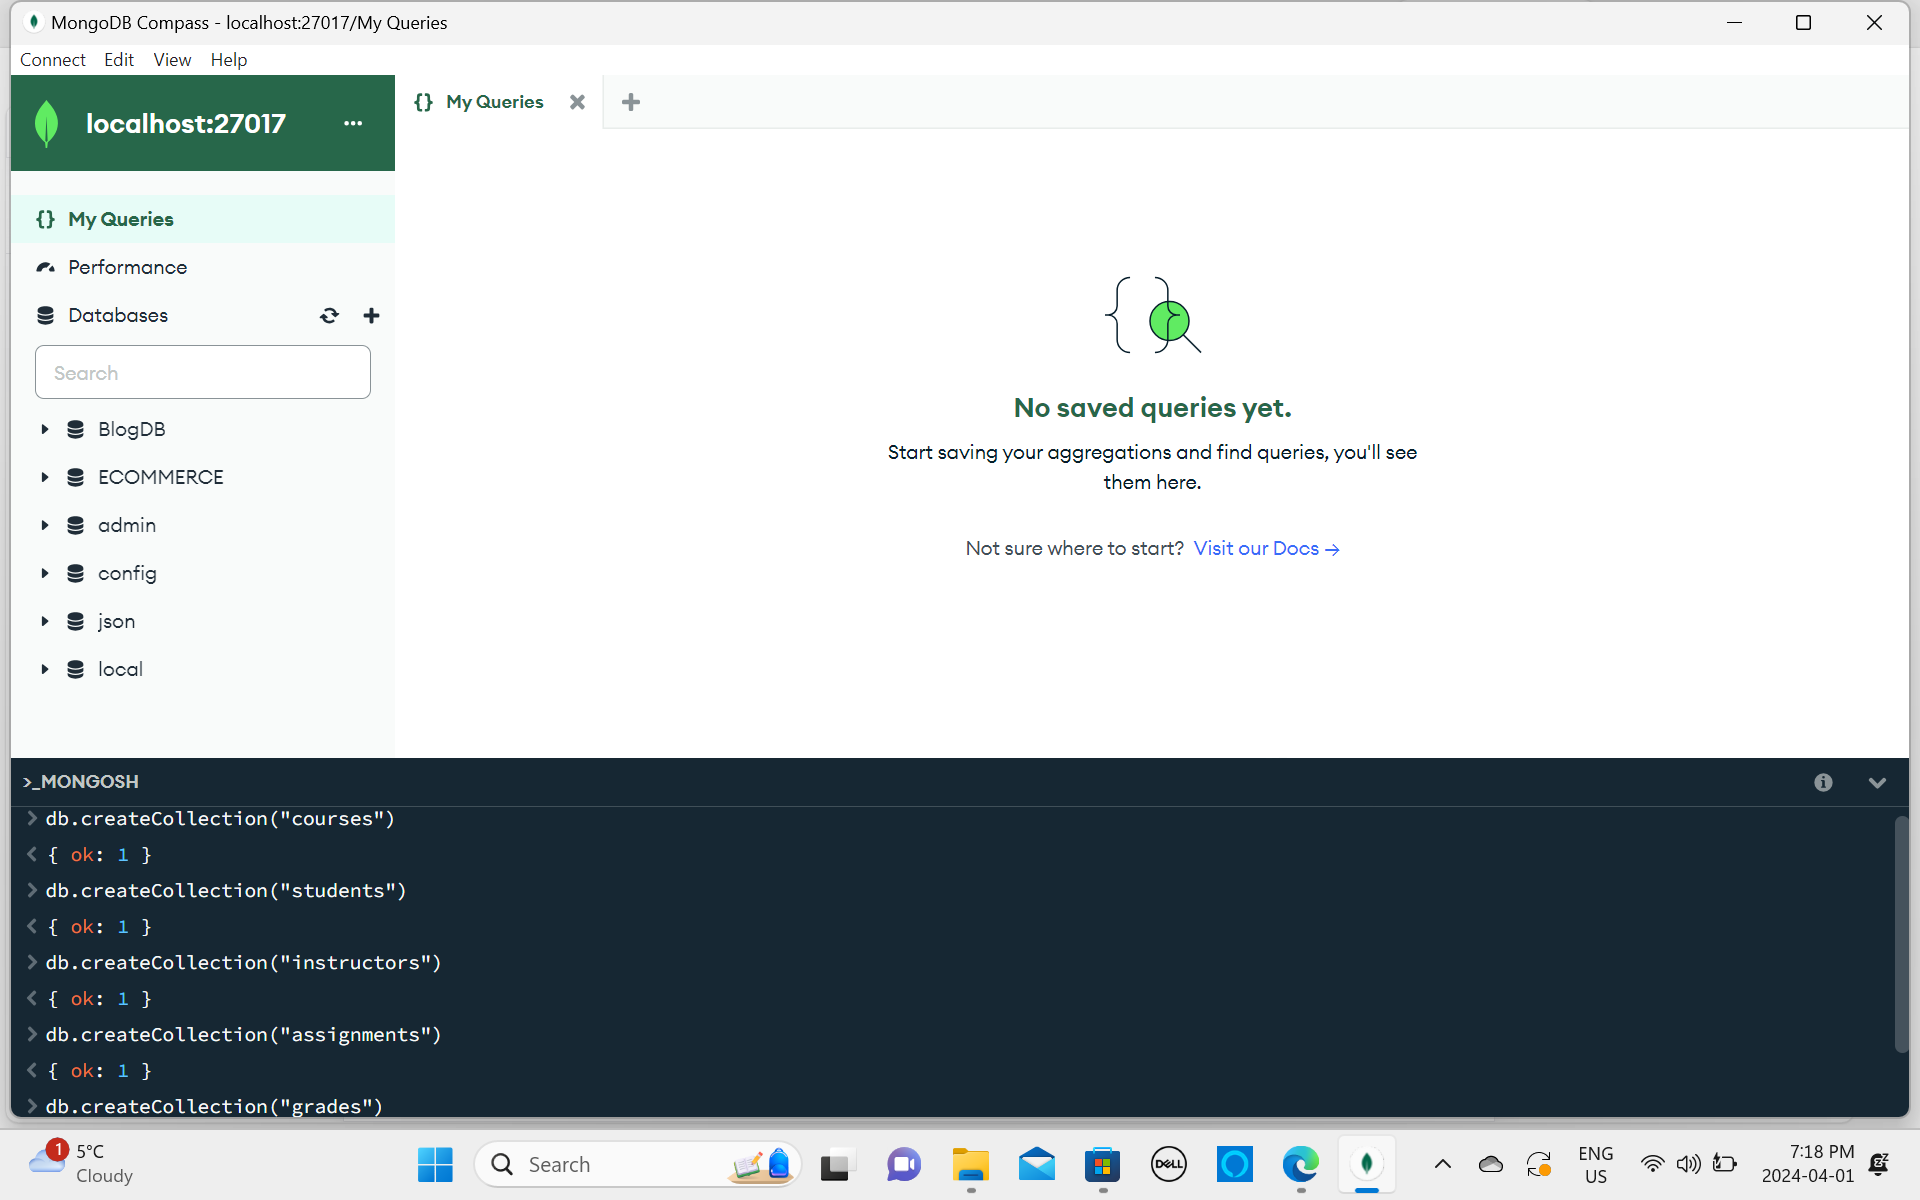 MongoDB Compass - localhost:27017/My Queries
Connect Edit View Help
localhost:27017 ...
{} My Queries
{} My Queries
Performance
Databases
Search
BlogDB
ECOMMERCE
admin
config
json
local
No saved queries yet.
Start saving your aggregations and find queries, you'll see
them here.
Not sure where to start? Visit our Docs →
>_MONGOSH
> db.createCollection("courses")
< { ok: 1 }
> db.createCollection("students")
< { ok: 1 }
> db.createCollection("instructors")
< { ok: 1 }
> db.createCollection("assignments")
< { ok: 1 }
> db.createCollection("grades")
1
5°C
Cloudy
Search
DELL
ENG
US
7:18 PM
2024-04-01